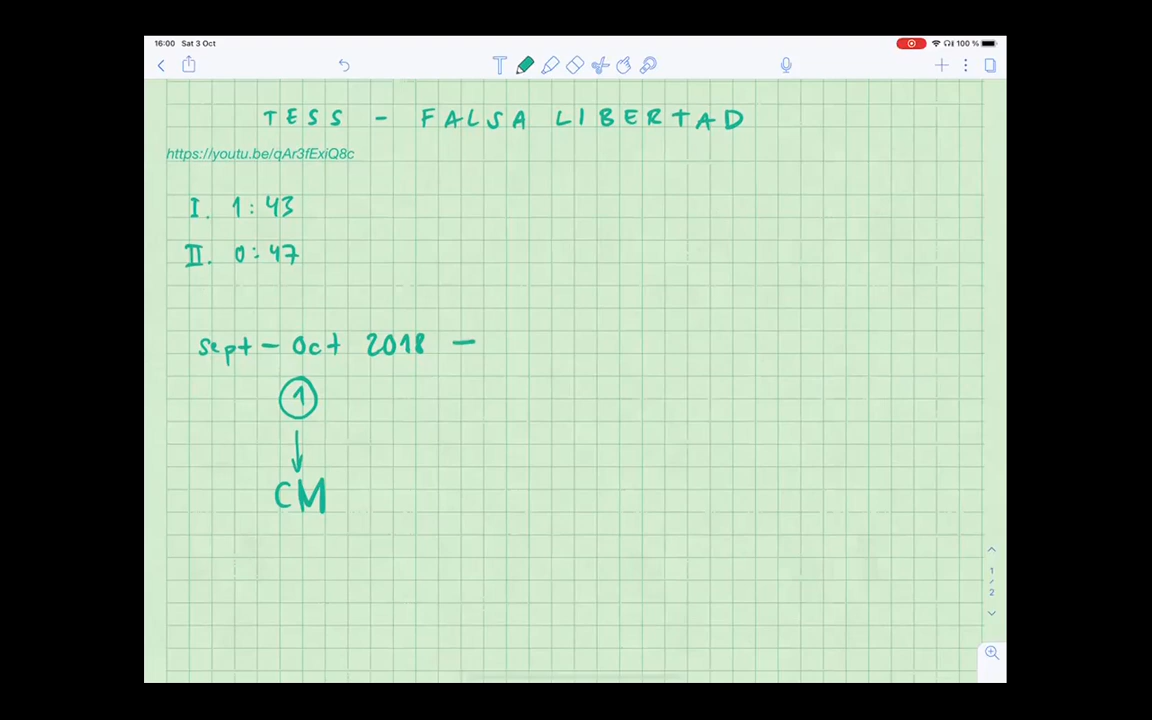 16:00 Sat 3 Oct
100 %
TESS - FALSA LIBERTAD
https://youtu.be/qAr3fExiQ8c
I. 1:43
II. 0:47
Sept - Oct 2018 -
1
CM
1
/
2